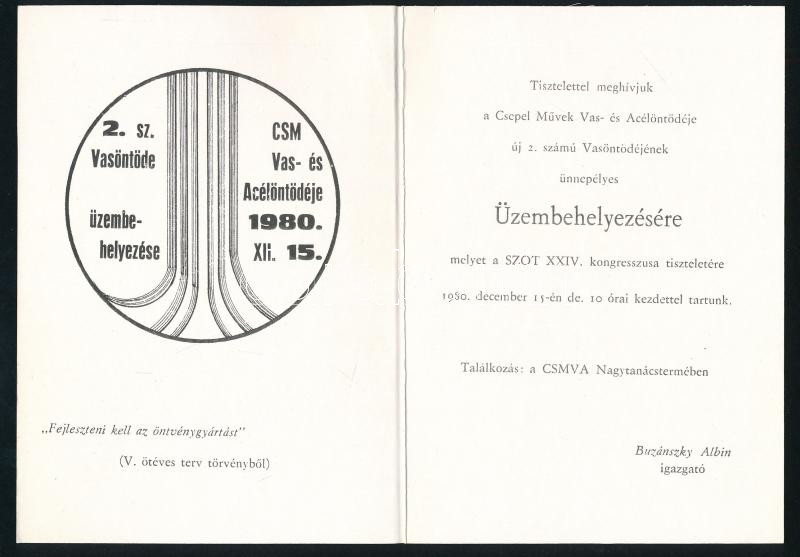 2. sz.
Vasöntöde
üzembe-
helyezése
CSM
Vas- és
Acélöntödéje
1980.
XII. 15.
„Fejleszteni kell az öntvénygyártást”
(V. ötéves terv törvényből)
Tisztelettel meghívjuk
a Csepel Művek Vas- és Acélöntödéje
új 2. számú Vasöntödéjének
ünnepélyes
Üzembehelyezésére
melyet a SZOT XXIV. kongresszusa tiszteletére
1980. december 15-én de. 10 órai kezdettel tartunk.
Találkozás: a CSMVA Nagytanácstermében
Buzánszky Albin
igazgató